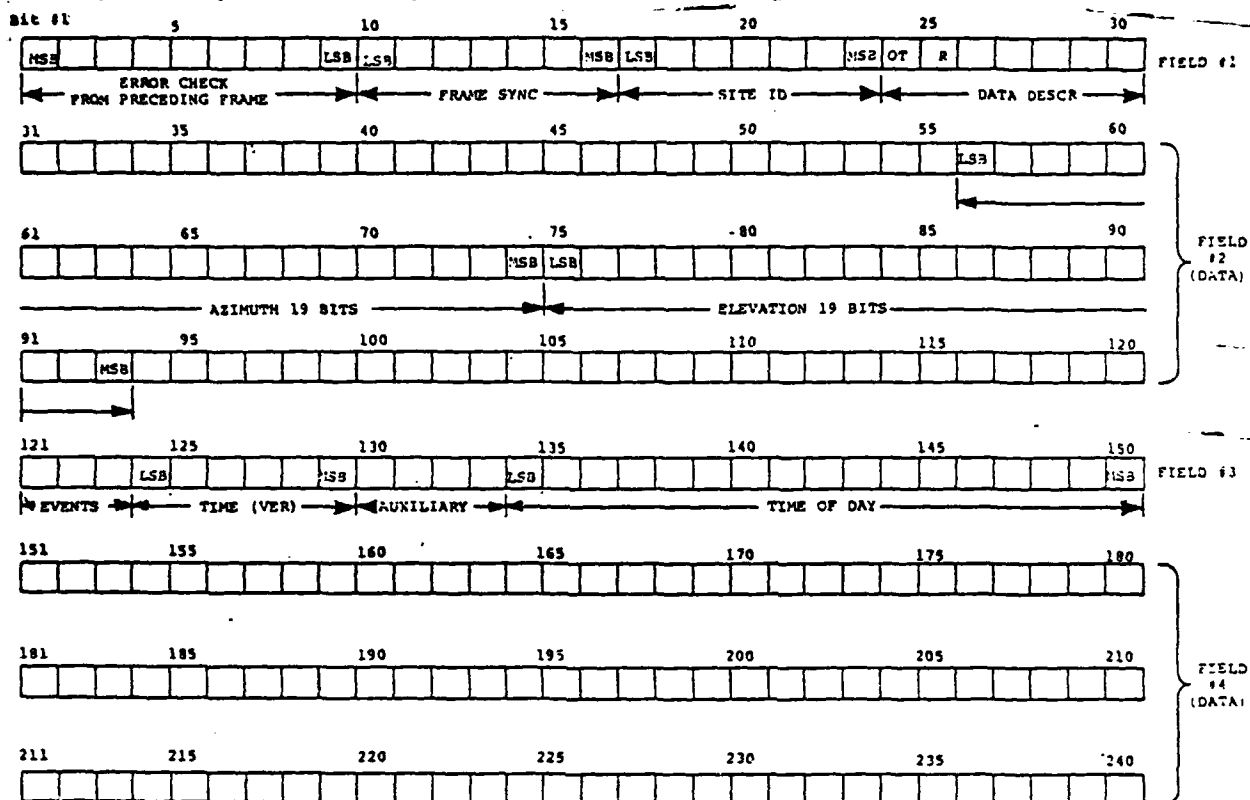 Bit #1 5 10 15 20 25 30
MSB LSB LSB MSB LSB MSB OT R FIELD #1
ERROR CHECK
FROM PRECEDING FRAME FRAME SYNC SITE ID DATA DESCR
31 35 40 45 50 55 60
LSB
61 65 70 75 80 85 90
MSB LSB FIELD
#2
(DATA)
AZIMUTH 19 BITS ELEVATION 19 BITS
91 95 100 105 110 115 120
MSB
121 125 130 135 140 145 150
LSB MSB LSB MSB FIELD #3
EVENTS TIME (VER) AUXILIARY TIME OF DAY
151 155 160 165 170 175 180
181 185 190 195 200 205 210
FIELD
#4
(DATA)
211 215 220 225 230 235 240